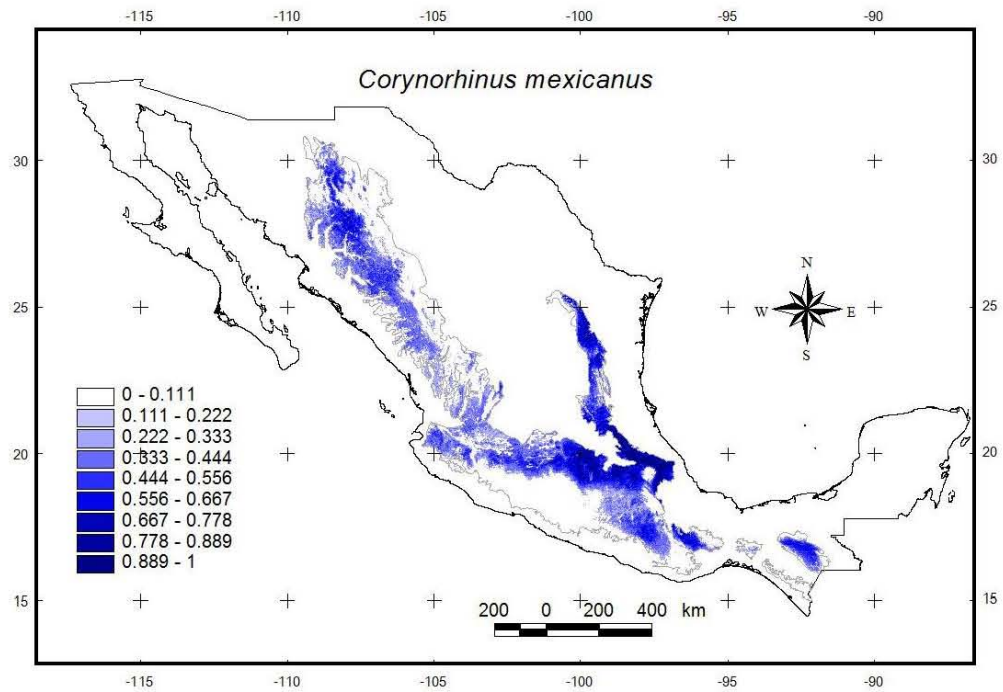 -115 -110 -105 -100 -95 -90
Corynorhinus mexicanus
30 30
25 25
N
W E
S
0 - 0.111
0.111 - 0.222
0.222 - 0.333
0.333 - 0.444
0.444 - 0.556
0.556 - 0.667
0.667 - 0.778
0.778 - 0.889
0.889 - 1
20 20
15 15
200 0 200 400 km
-115 -110 -105 -100 -95 -90